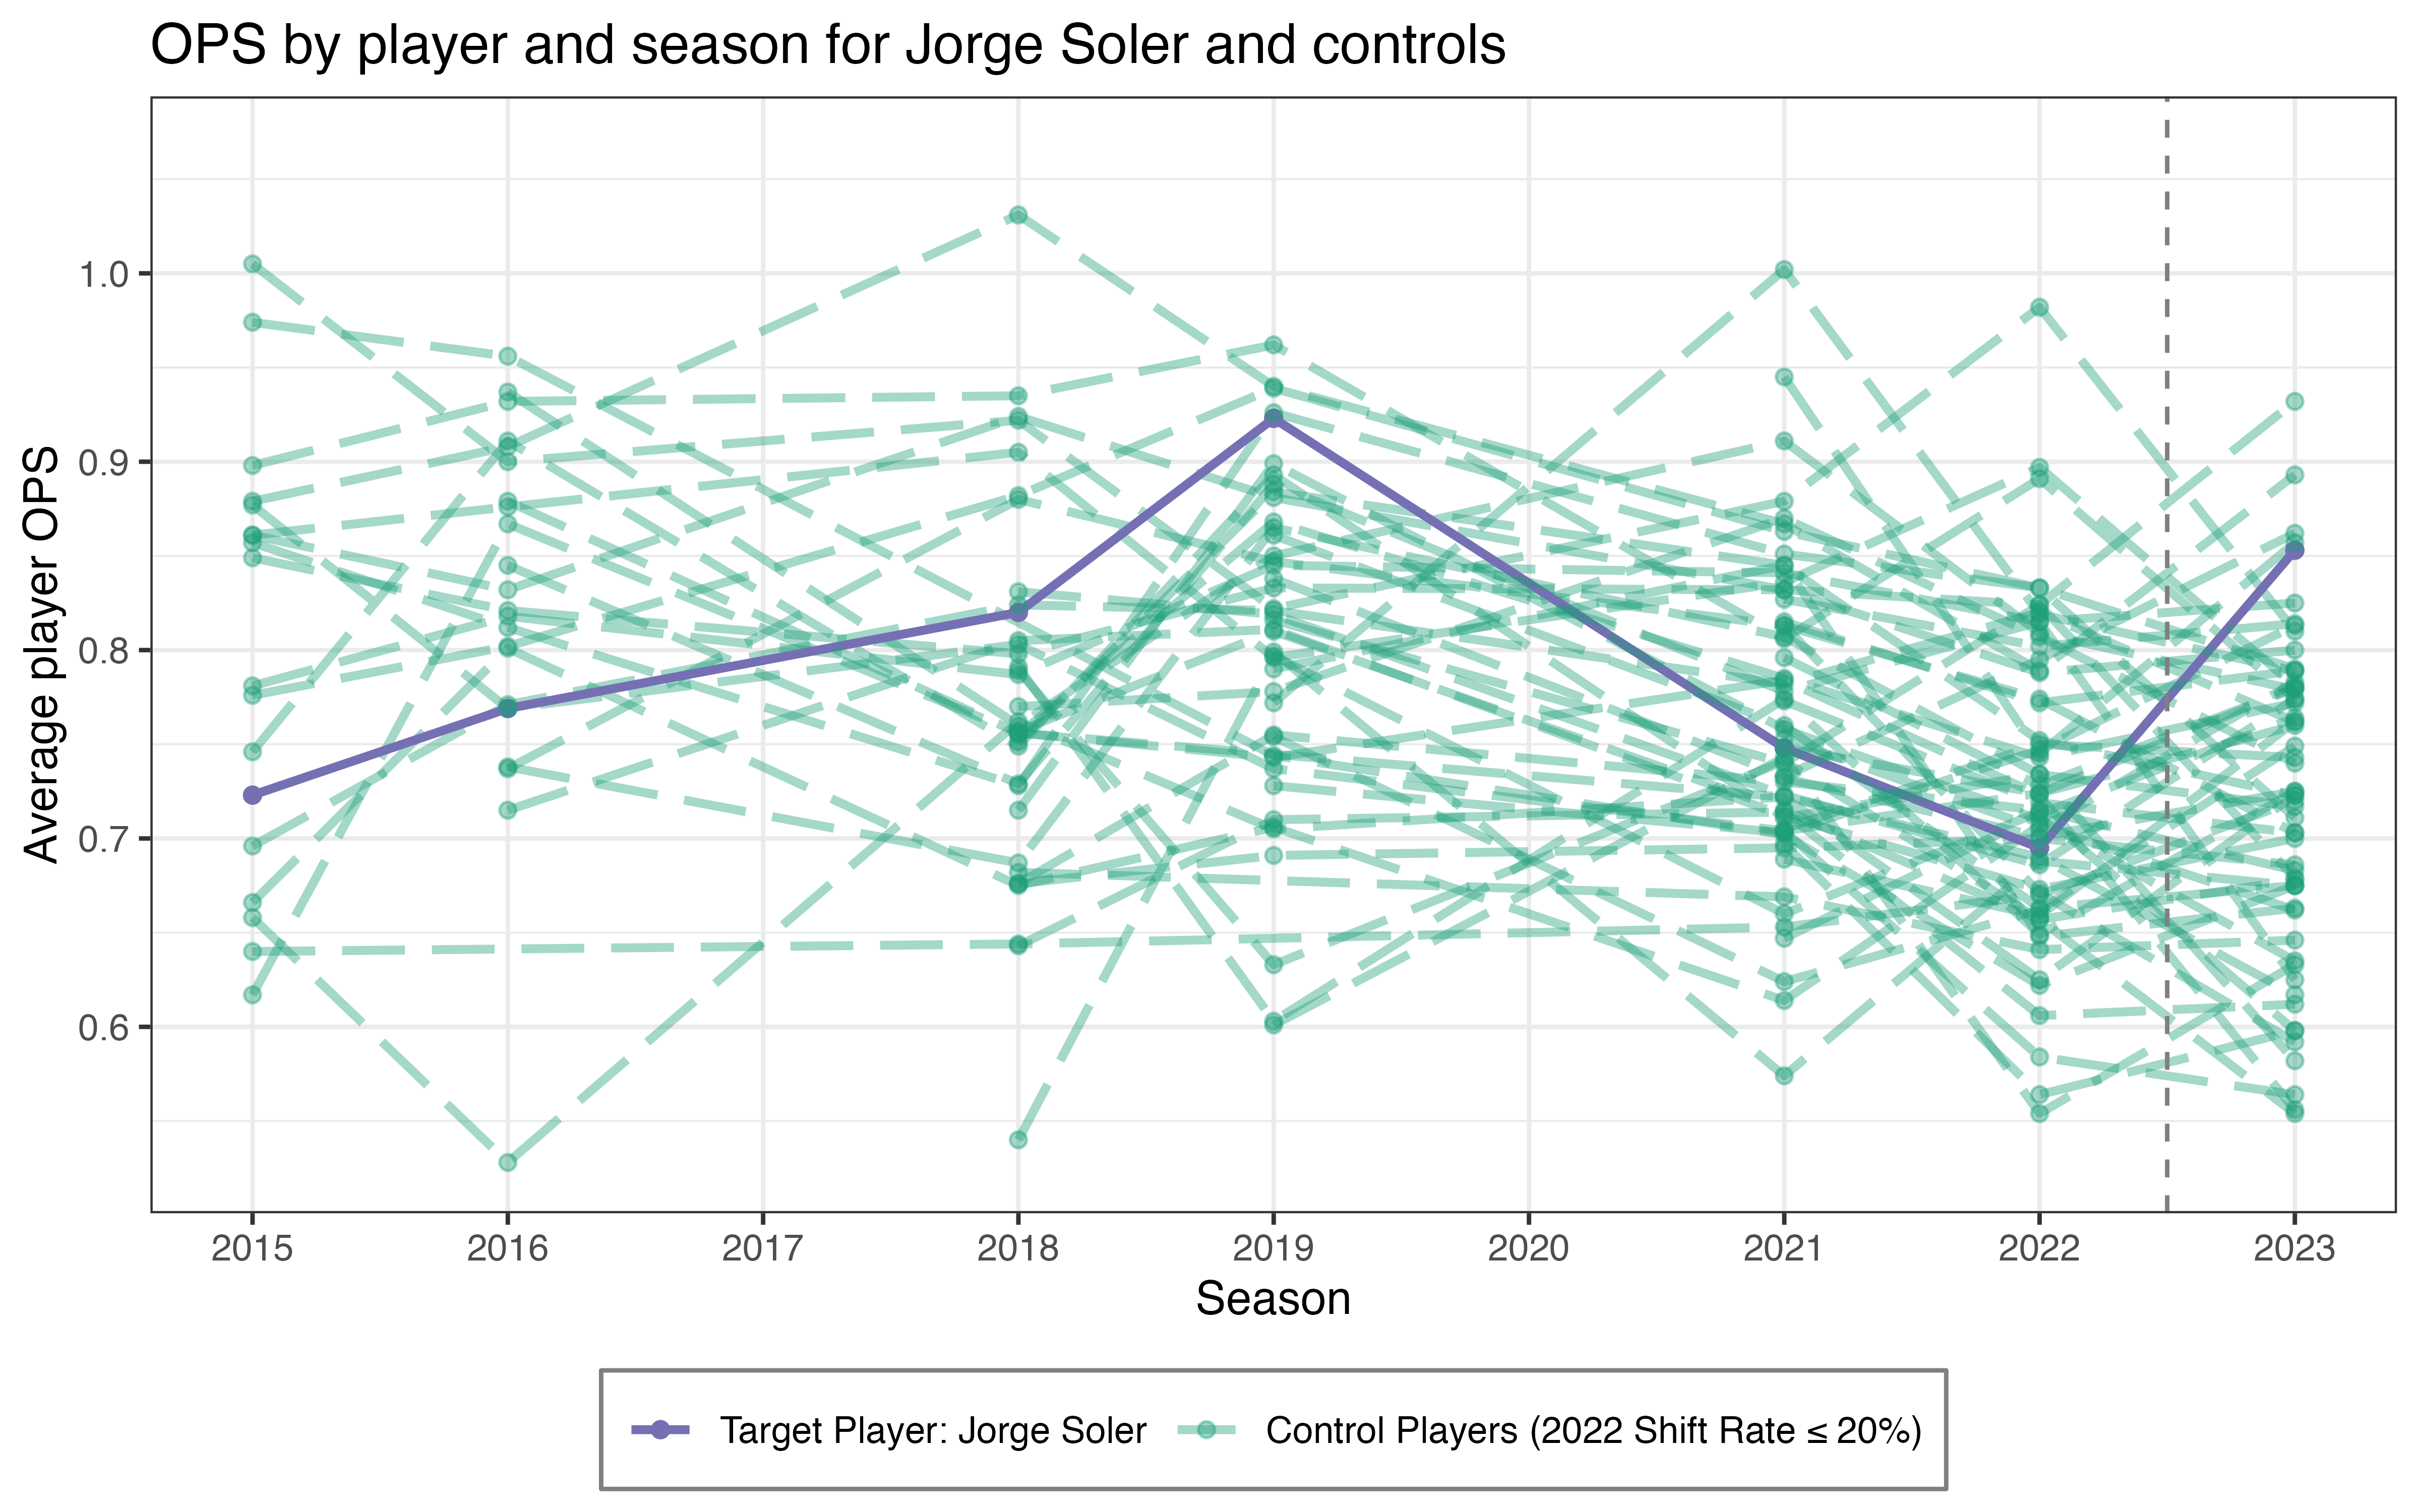 OPS by player and season for Jorge Soler and controls
Average player OPS
1.0
0.9
0.8
0.7
0.6
2015 2016 2017 2018 2019 2020 2021 2022 2023
Season
Target Player: Jorge Soler Control Players (2022 Shift Rate ≤ 20%)